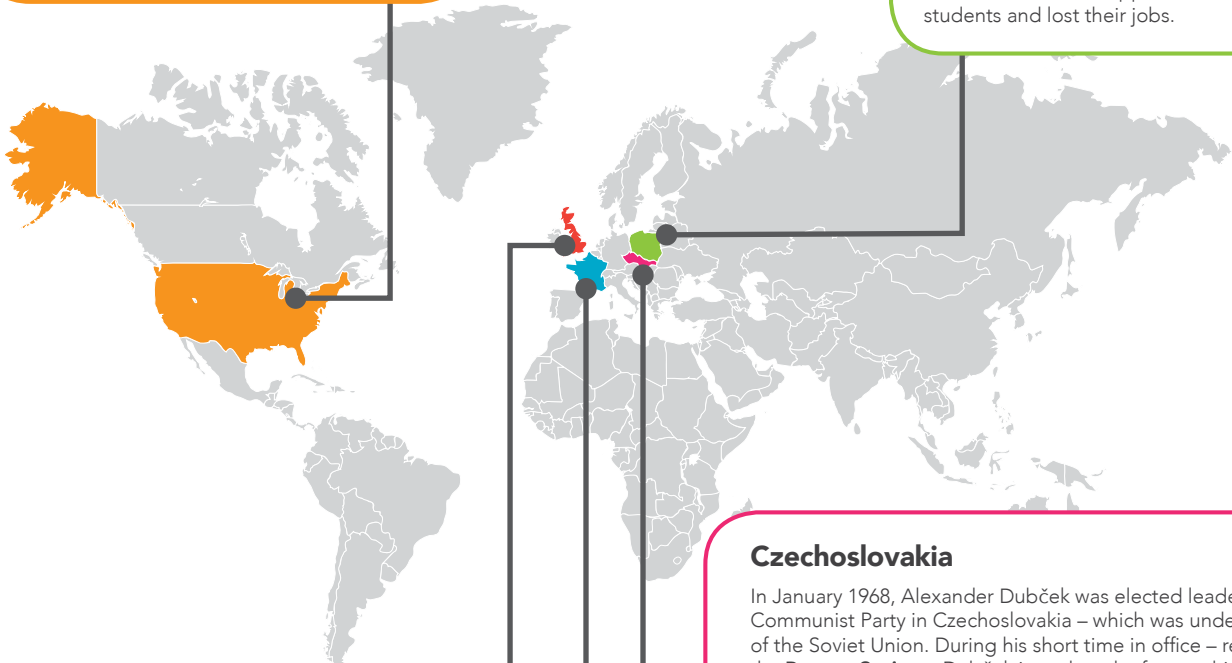 students and lost their jobs.
Czechoslovakia
In January 1968, Alexander Dubček was elected leade
Communist Party in Czechoslovakia – which was unde
of the Soviet Union. During his short time in office – re